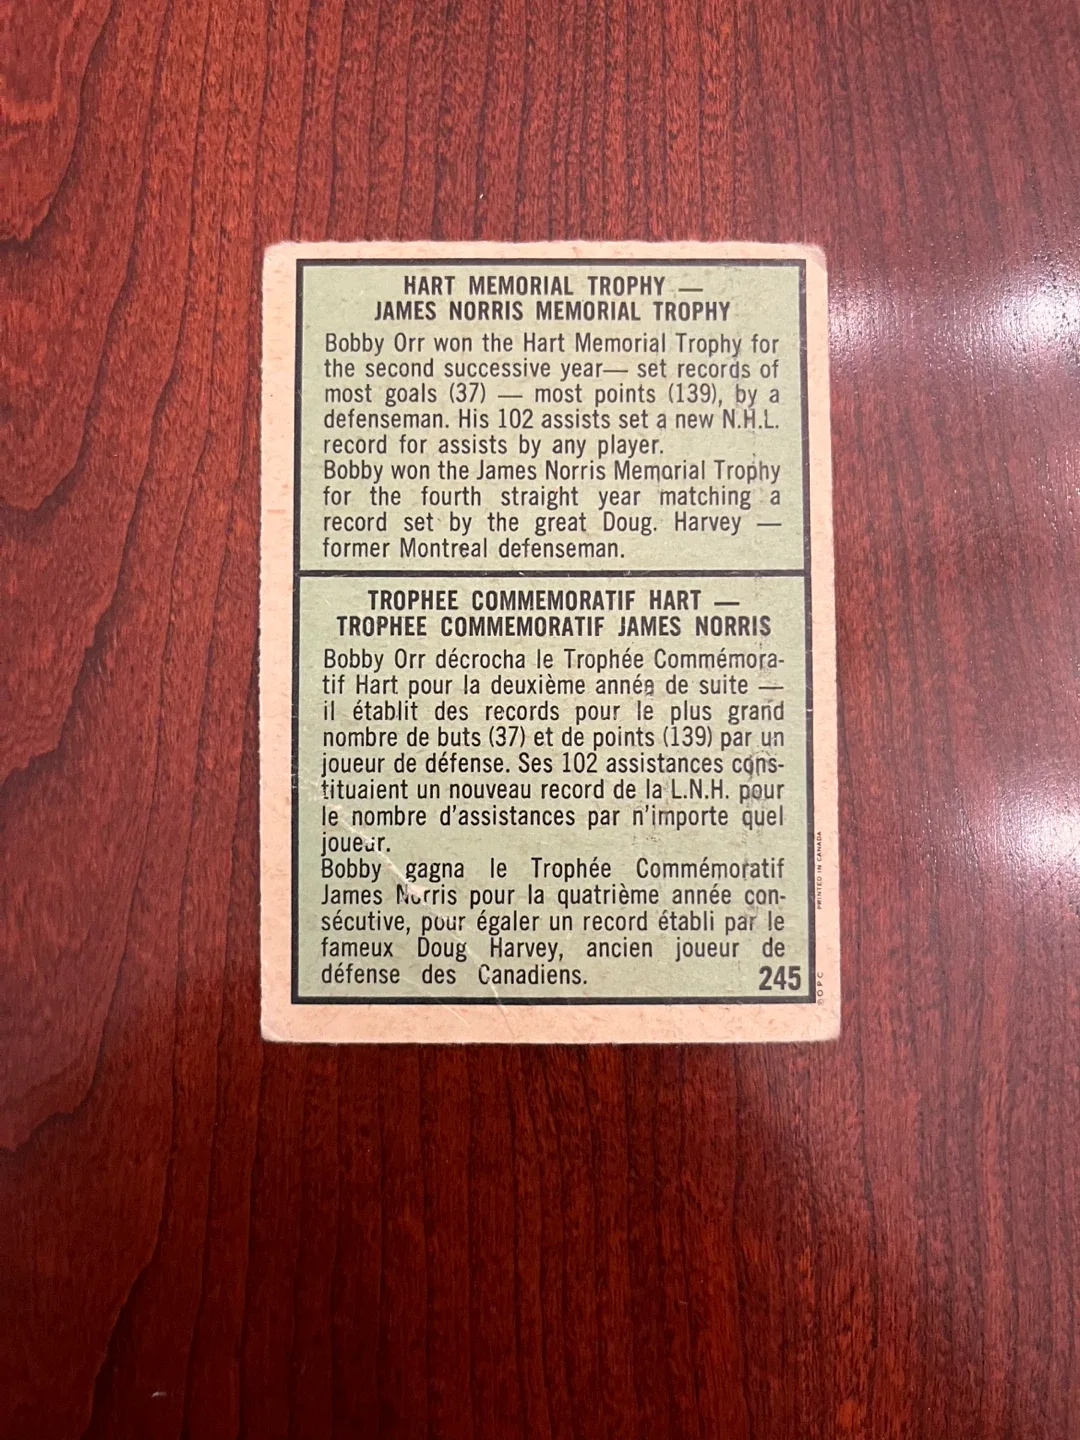 HART MEMORIAL TROPHY —
JAMES NORRIS MEMORIAL TROPHY
Bobby Orr won the Hart Memorial Trophy for
the second successive year— set records of
most goals (37) — most points (139), by a
defenseman. His 102 assists set a new N.H.L.
record for assists by any player.
Bobby won the James Norris Memorial Trophy
for the fourth straight year matching a
record set by the great Doug. Harvey —
former Montreal defenseman.
TROPHEE COMMEMORATIF HART —
TROPHEE COMMEMORATIF JAMES NORRIS
Bobby Orr décrocha le Trophée Commémora-
tif Hart pour la deuxième année de suite —
il établit des records pour le plus grand
nombre de buts (37) et de points (139) par un
joueur de défense. Ses 102 assistances cons-
tituaient un nouveau record de la L.N.H. pour
le nombre d'assistances par n'importe quel
joueur.
Bobby gagna le Trophée Commémoratif
James Norris pour la quatrième année con-
sécutive, pour égaler un record établi par le
fameux Doug Harvey, ancien joueur de
défense des Canadiens.
245
© O P C
PRINTED IN CANADA